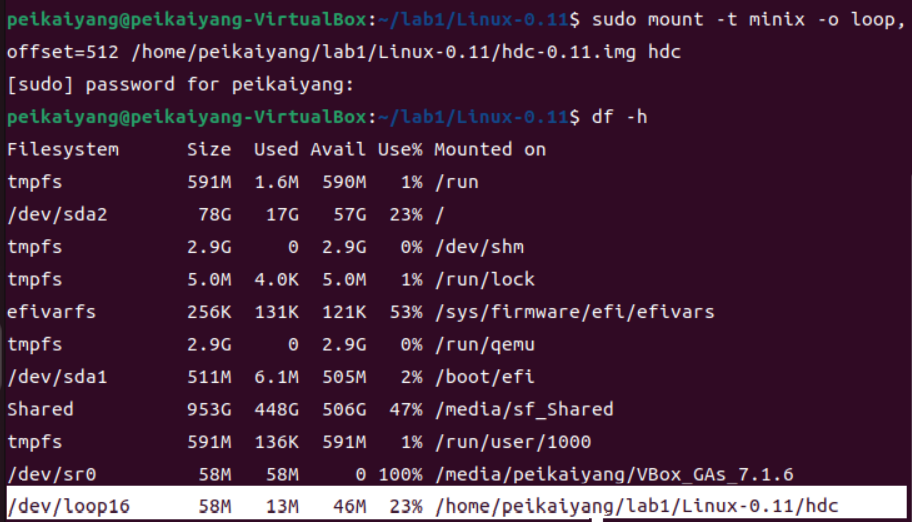 peikaiyang@peikaiyang-VirtualBox:~/lab1/Linux-0.11$ sudo mount -t minix -o loop,
offset=512 /home/peikaiyang/lab1/Linux-0.11/hdc-0.11.img hdc
[sudo] password for peikaiyang:
peikaiyang@peikaiyang-VirtualBox:~/lab1/Linux-0.11$ df -h
Filesystem      Size  Used Avail Use% Mounted on
tmpfs           591M  1.6M  590M   1% /run
/dev/sda2        78G   17G   57G  23% /
tmpfs           2.9G     0  2.9G   0% /dev/shm
tmpfs           5.0M  4.0K  5.0M   1% /run/lock
efivarfs        256K  131K  121K  53% /sys/firmware/efi/efivars
tmpfs           2.9G     0  2.9G   0% /run/qemu
/dev/sda1       511M  6.1M  505M   2% /boot/efi
Shared          953G  448G  506G  47% /media/sf_Shared
tmpfs           591M  136K  591M   1% /run/user/1000
/dev/sr0         58M   58M     0 100% /media/peikaiyang/VBox_GAs_7.1.6
/dev/loop16      58M   13M   46M  23% /home/peikaiyang/lab1/Linux-0.11/hdc